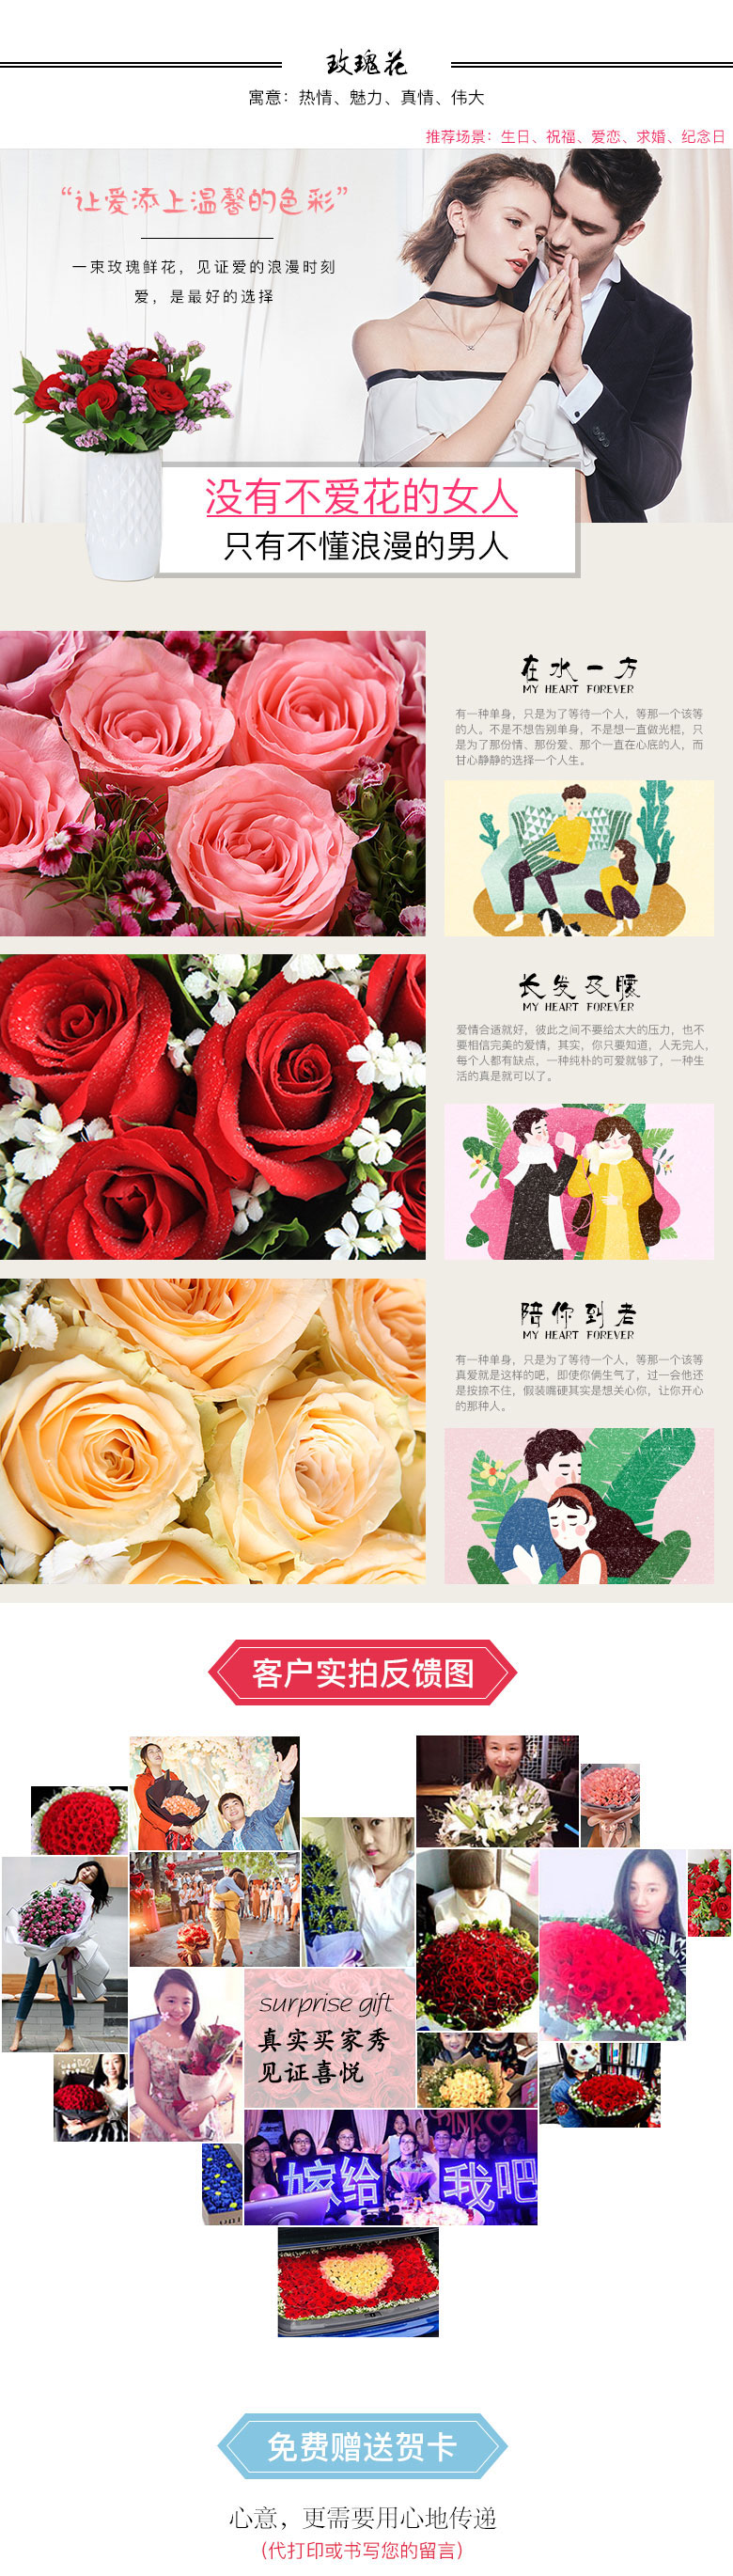 玫瑰花
寓意：热情、魅力、真情、伟大
推荐场景：生日、祝福、爱恋、求婚、纪念日
“让爱添上温馨的色彩”
一束玫瑰鲜花，见证爱的浪漫时刻
爱，是最好的选择
没有不爱花的女人
只有不懂浪漫的男人
在水一方
MY HEART FOREVER
有一种单身，只是为了等待一个人，等那一个该等
的人。不是不想告别单身，不是想一直做光棍，只
是为了那份情、那份爱、那个一直在心底的人，而
甘心静静的选择一个人生。
长发及腰
MY HEART FOREVER
爱情合适就好，彼此之间不要给太大的压力，也不
要相信完美的爱情，其实，你只要知道，人无完人，
每个人都有缺点，一种纯朴的可爱就够了，一种生
活的真是就可以了。
陪你到老
MY HEART FOREVER
有一种单身，只是为了等待一个人，等那一个该等
真爱就是这样的吧，即使你俩生气了，过一会他还
是按捺不住，假装嘴硬其实是想关心你，让你开心
的那种人。
客户实拍反馈图
surprise gift
真实买家秀
见证喜悦
嫁给我吧
免费赠送贺卡
心意，更需要用心地传递
（代打印或书写您的留言）